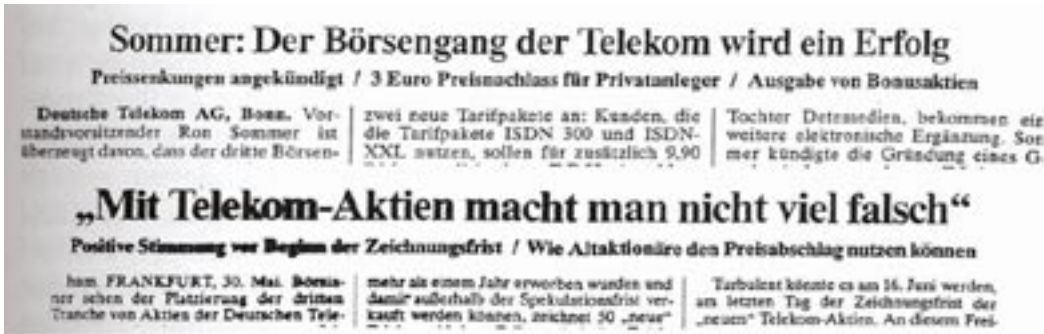 Sommer: Der Börsengang der Telekom wird ein Erfolg
Preissenkungen angekündigt / 3 Euro Preisnachlass für Privatanleger / Ausgabe von Bonusaktien
Deutsche Telekom AG, Bonn. Vor-
standsvorsitzender Ron Sommer ist
überzeugt davon, dass der dritte Börsen-
zwei neue Tarifpakete an: Kunden, die
die Tarifpakete ISDN 300 und ISDN-
XXL nutzen, sollen für zusätzlich 9,90
Tochter Detemedien, bekommen ein
weitere elektronische Ergänzung. Som
mer kündigte die Gründung eines G
„Mit Telekom-Aktien macht man nicht viel falsch“
Positive Stimmung vor Beginn der Zeichnungsfrist / Wie Altaktionäre den Preisabschlag nutzen können
ham. FRANKFURT, 30. Mai. Börsia-
ner sehen der Platzierung der dritten
Tranche von Aktien der Deutschen Tele-
mehr als einem Jahr erworben wurden und
damit außerhalb der Spekulationsfrist ver-
kauft werden können, zeichnet 50 „neue“
Turbulent könnte es am 16. Juni werden,
am letzten Tag der Zeichnungsfrist der
„neuen“ Telekom-Aktien. An diesem Frei-